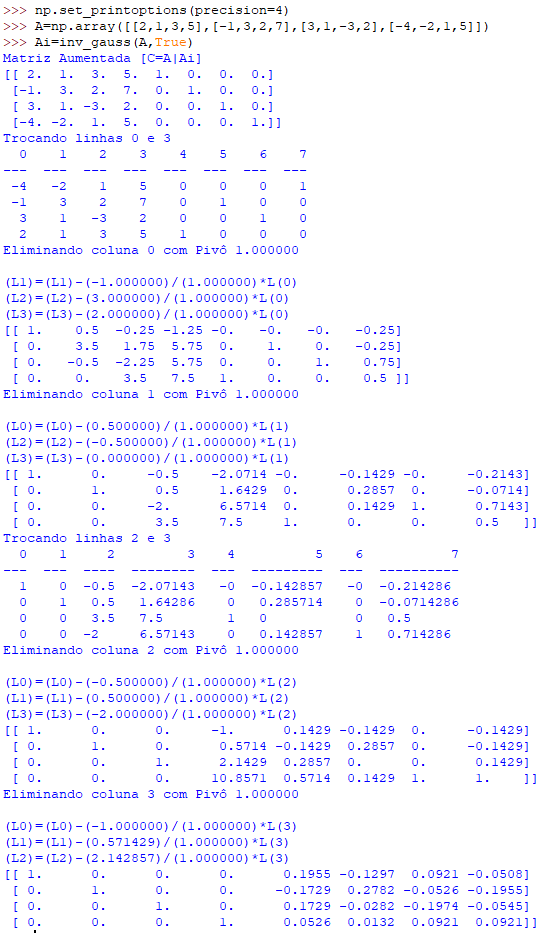 >>> np.set_printoptions(precision=4)
>>> A=np.array([[2,1,3,5],[-1,3,2,7],[3,1,-3,2],[-4,-2,1,5]])
>>> Ai=inv_gauss(A,True)
Matriz Aumentada [C=A|Ai]
[[ 2.  1.  3.  5.  1.  0.  0.  0.]
 [-1.  3.  2.  7.  0.  1.  0.  0.]
 [ 3.  1. -3.  2.  0.  0.  1.  0.]
 [-4. -2.  1.  5.  0.  0.  0.  1.]]
Trocando linhas 0 e 3
  0    1    2    3    4    5    6    7
---  ---  ---  ---  ---  ---  ---  ---
 -4   -2    1    5    0    0    0    1
 -1    3    2    7    0    1    0    0
  3    1   -3    2    0    0    1    0
  2    1    3    5    1    0    0    0
Eliminando coluna 0 com Pivô 1.000000
(L1)=(L1)-(-1.000000)/(1.000000)*L(0)
(L2)=(L2)-(3.000000)/(1.000000)*L(0)
(L3)=(L3)-(2.000000)/(1.000000)*L(0)
[[ 1.    0.5  -0.25 -1.25 -0.   -0.   -0.   -0.25]
 [ 0.    3.5   1.75  5.75  0.    1.    0.   -0.25]
 [ 0.   -0.5  -2.25  5.75  0.    0.    1.    0.75]
 [ 0.    0.    3.5   7.5   1.    0.    0.    0.5 ]]
Eliminando coluna 1 com Pivô 1.000000
(L0)=(L0)-(0.500000)/(1.000000)*L(1)
(L2)=(L2)-(-0.500000)/(1.000000)*L(1)
(L3)=(L3)-(0.000000)/(1.000000)*L(1)
[[ 1.      0.     -0.5    -2.0714 -0.     -0.1429 -0.     -0.2143]
 [ 0.      1.      0.5     1.6429  0.      0.2857  0.     -0.0714]
 [ 0.      0.     -2.      6.5714  0.      0.1429  1.      0.7143]
 [ 0.      0.      3.5     7.5     1.      0.      0.      0.5   ]]
Trocando linhas 2 e 3
  0    1     2         3    4          5    6           7
---  ---  ----  --------  ---  ---------  ---  ----------
  1    0  -0.5  -2.07143   -0  -0.142857   -0  -0.214286
  0    1   0.5   1.64286    0   0.285714    0  -0.0714286
  0    0   3.5   7.5        1   0           0   0.5
  0    0  -2     6.57143    0   0.142857    1   0.714286
Eliminando coluna 2 com Pivô 1.000000
(L0)=(L0)-(-0.500000)/(1.000000)*L(2)
(L1)=(L1)-(0.500000)/(1.000000)*L(2)
(L3)=(L3)-(-2.000000)/(1.000000)*L(2)
[[ 1.      0.      0.     -1.      0.1429 -0.1429  0.     -0.1429]
 [ 0.      1.      0.      0.5714 -0.1429  0.2857  0.     -0.1429]
 [ 0.      0.      1.      2.1429  0.2857  0.      0.      0.1429]
 [ 0.      0.      0.     10.8571  0.5714  0.1429  1.      1.    ]]
Eliminando coluna 3 com Pivô 1.000000
(L0)=(L0)-(-1.000000)/(1.000000)*L(3)
(L1)=(L1)-(0.571429)/(1.000000)*L(3)
(L2)=(L2)-(2.142857)/(1.000000)*L(3)
[[ 1.      0.      0.      0.      0.1955 -0.1297  0.0921 -0.0508]
 [ 0.      1.      0.      0.     -0.1729  0.2782 -0.0526 -0.1955]
 [ 0.      0.      1.      0.      0.1729 -0.0282 -0.1974 -0.0545]
 [ 0.      0.      0.      1.      0.0526  0.0132  0.0921  0.0921]]